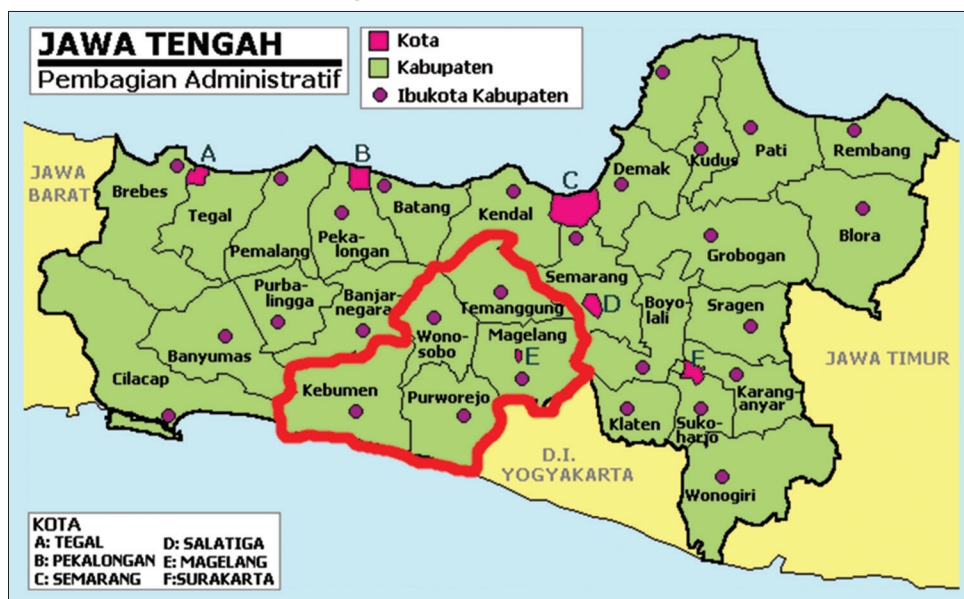 JAWA TENGAH
Pembagian Administratif
Kota
Kabupaten
Ibukota Kabupaten
JAWA
BARAT
A
B
C
Brebes
Tegal
Pemalang
Peka-
longan
Batang
Kendal
Demak
Kudus
Pati
Rembang
Blora
Grobogan
Semarang
D
Boyo-
lali
Sragen
Purba-
lingga
Banjar-
negara
Wono-
sobo
Temanggung
Magelang
E
Banyumas
Cilacap
Kebumen
Purworejo
F
Karang-
anyar
Klaten
Suko-
harjo
Wonogiri
JAWA TIMUR
D.I.
YOGYAKARTA
KOTA
A: TEGAL D: SALATIGA
B: PEKALONGAN E: MAGELANG
C: SEMARANG F:SURAKARTA